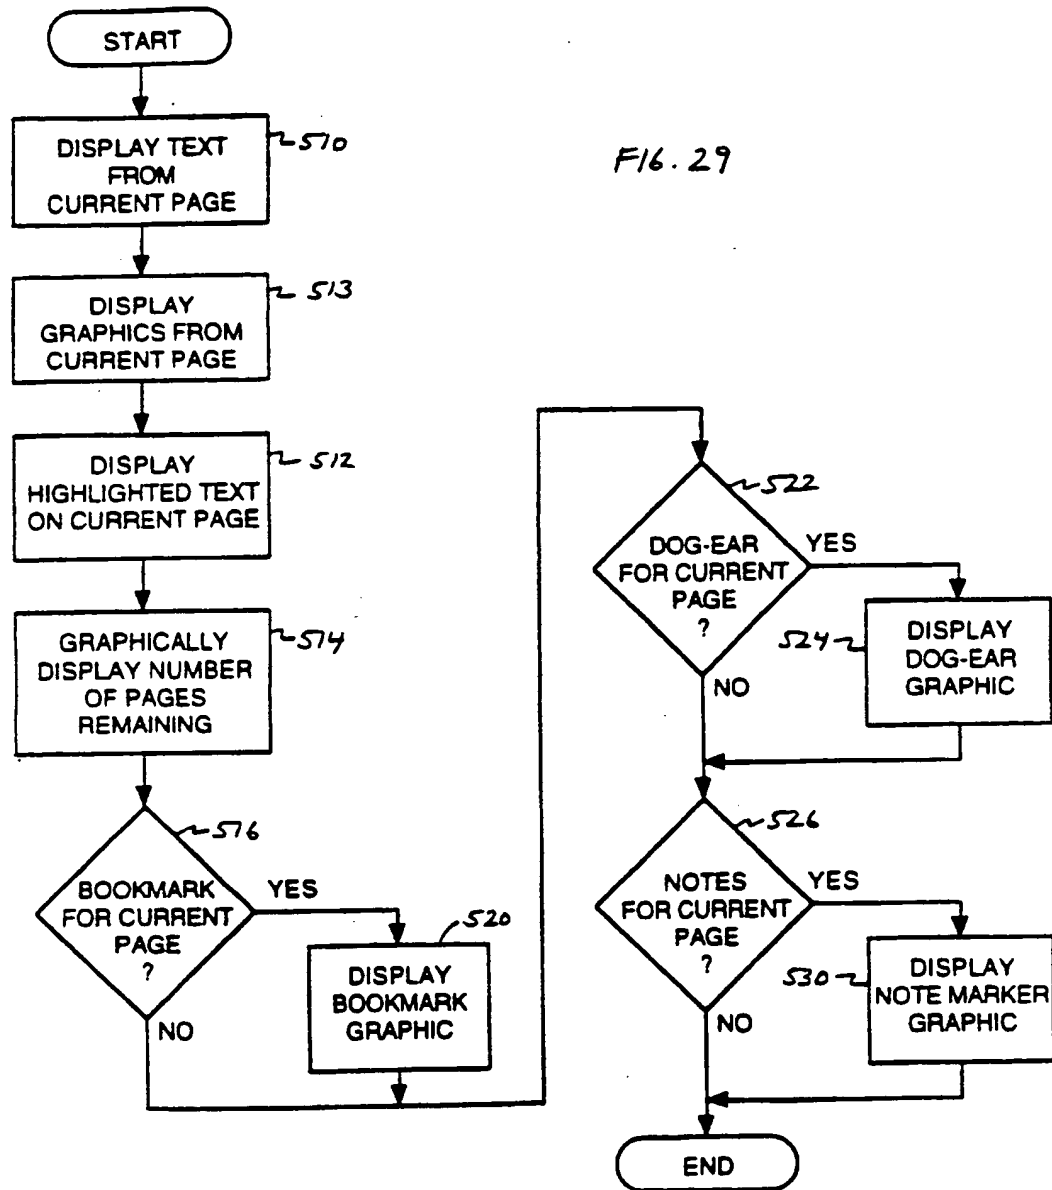 START
DISPLAY TEXT
FROM
CURRENT PAGE
510
FIG. 29
DISPLAY
GRAPHICS FROM
CURRENT PAGE
513
DISPLAY
HIGHLIGHTED TEXT
ON CURRENT PAGE
512
GRAPHICALLY
DISPLAY NUMBER
OF PAGES
REMAINING
514
BOOKMARK
FOR CURRENT
PAGE
?
516
YES
NO
520
DISPLAY
BOOKMARK
GRAPHIC
DOG-EAR
FOR CURRENT
PAGE
?
522
YES
NO
524
DISPLAY
DOG-EAR
GRAPHIC
NOTES
FOR CURRENT
PAGE
?
526
YES
NO
530
DISPLAY
NOTE MARKER
GRAPHIC
END